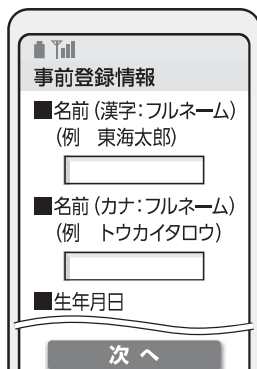 事前登録情報
■名前(漢字:フルネーム)
(例　東海太郎)
■名前(カナ:フルネーム)
(例　トウカイタロウ)
■生年月日
次 へ